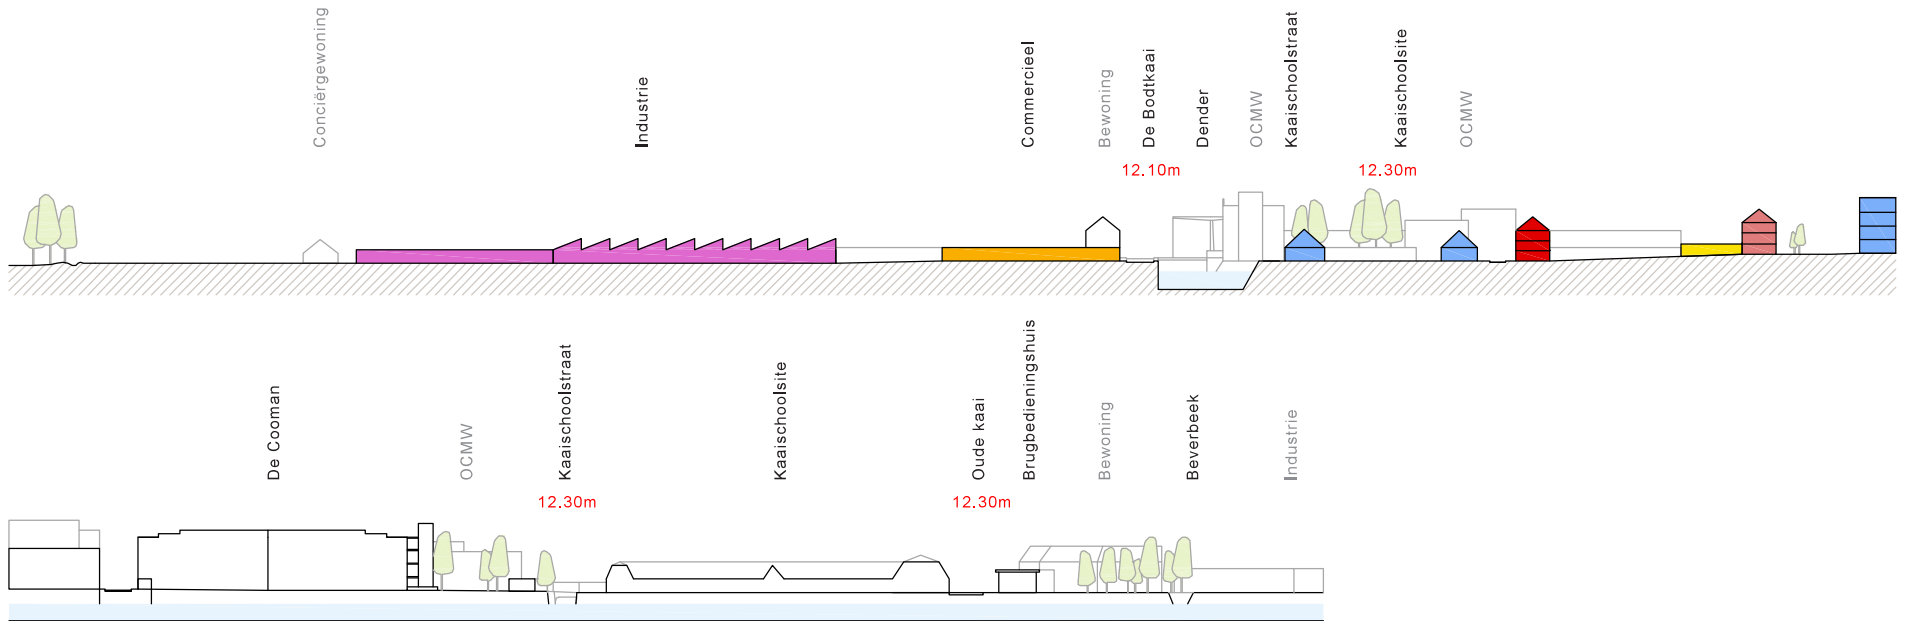 Conciërgewoning
Industrie
Commercieel
Bewoning
De Bodtkaai
Dender
OCMW
Kaaischoolstraat
Kaaischoolsite
OCMW
12.10m
12.30m
De Cooman
OCMW
Kaaischoolstraat
Kaaischoolsite
Oude kaai
Brugbedieningshuis
Bewoning
Beverbeek
Industrie
12.30m
12.30m